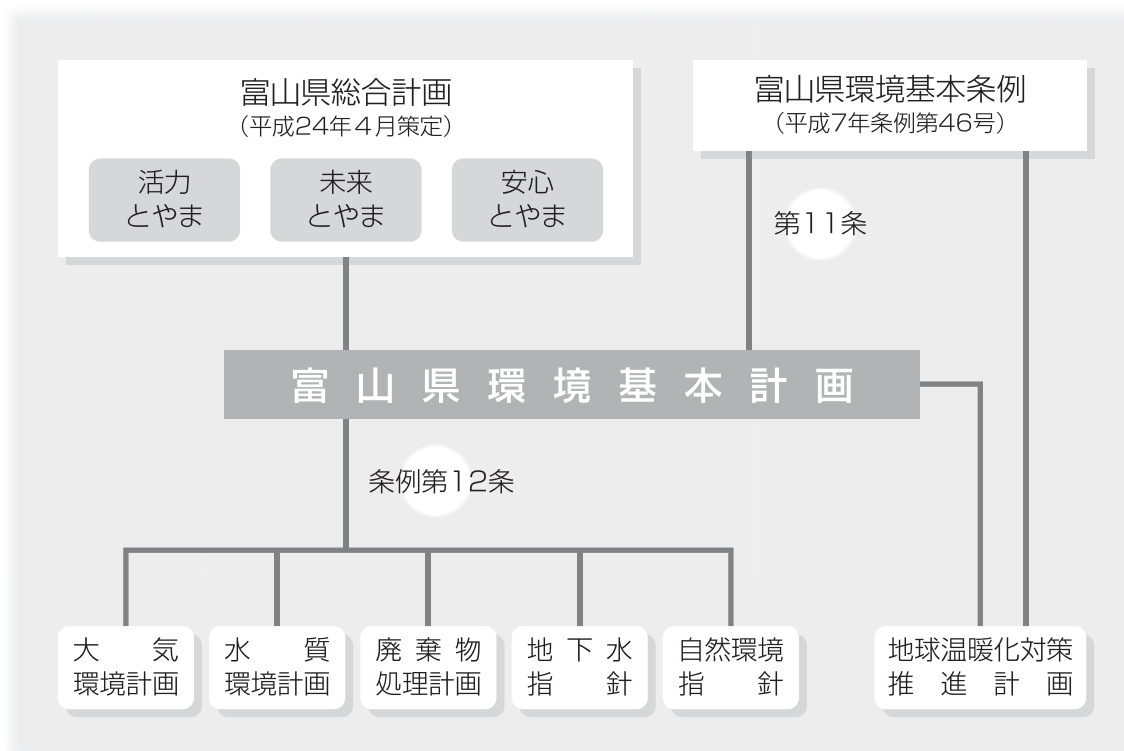 富山県総合計画
（平成24年４月策定）
活力
とやま
未来
とやま
安心
とやま
富山県環境基本条例
（平成7年条例第46号）
第11条
富山県環境基本計画
条例第12条
大気
環境計画
水質
環境計画
廃棄物
処理計画
地下水
指針
自然環境
指針
地球温暖化対策
推進計画